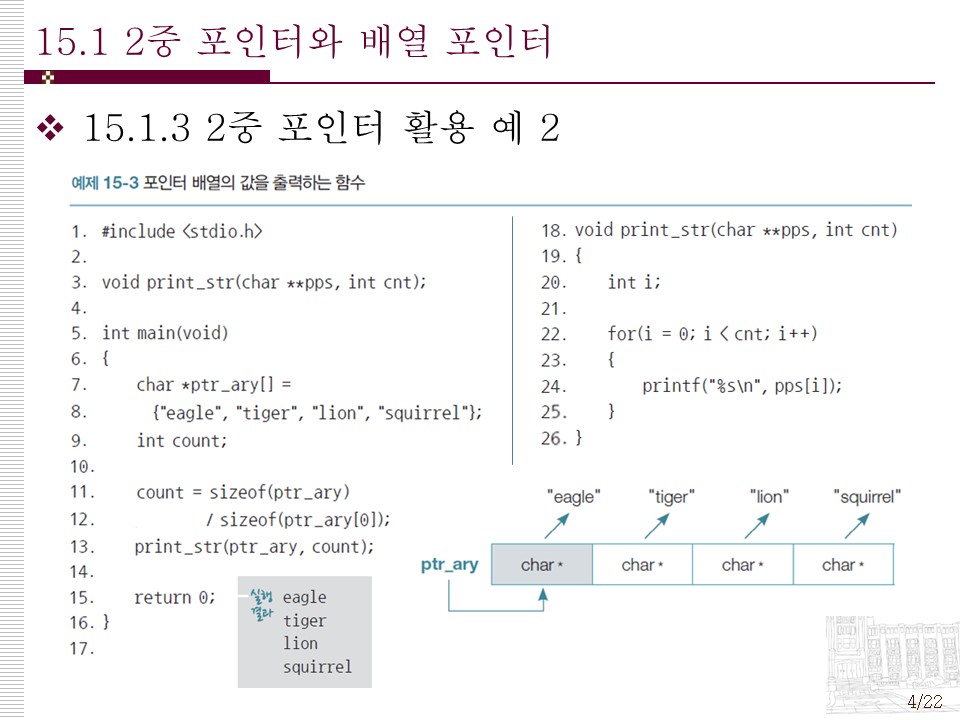 15.1 2중 포인터와 배열 포인터
❖ 15.1.3 2중 포인터 활용 예 2
예제 15-3 포인터 배열의 값을 출력하는 함수
1. #include <stdio.h>
2.
3. void print_str(char **pps, int cnt);
4.
5. int main(void)
6. {
7. char *ptr_ary[] =
8. {"eagle", "tiger", "lion", "squirrel"};
9. int count;
10.
11. count = sizeof(ptr_ary)
12. / sizeof(ptr_ary[0]);
13. print_str(ptr_ary, count);
14.
15. return 0;
16. }
17.
실행
결과
eagle
tiger
lion
squirrel
18. void print_str(char **pps, int cnt)
19. {
20. int i;
21.
22. for(i = 0; i < cnt; i++)
23. {
24. printf("%s\n", pps[i]);
25. }
26. }
"eagle" "tiger" "lion" "squirrel"
ptr_ary char * char * char * char *
4/22